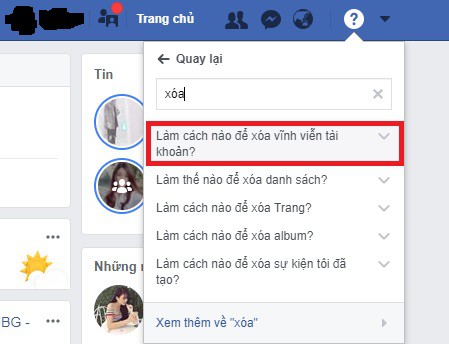 Trang chủ
?
Tin
Quay lại
xóa
Làm cách nào để xóa vĩnh viễn tài
khoản?
Làm thế nào để xóa danh sách?
Làm cách nào để xóa Trang?
Làm cách nào để xóa album?
Làm cách nào để xóa sự kiện tôi đã
tạo?
Những
BG -
Xem thêm về "xóa"